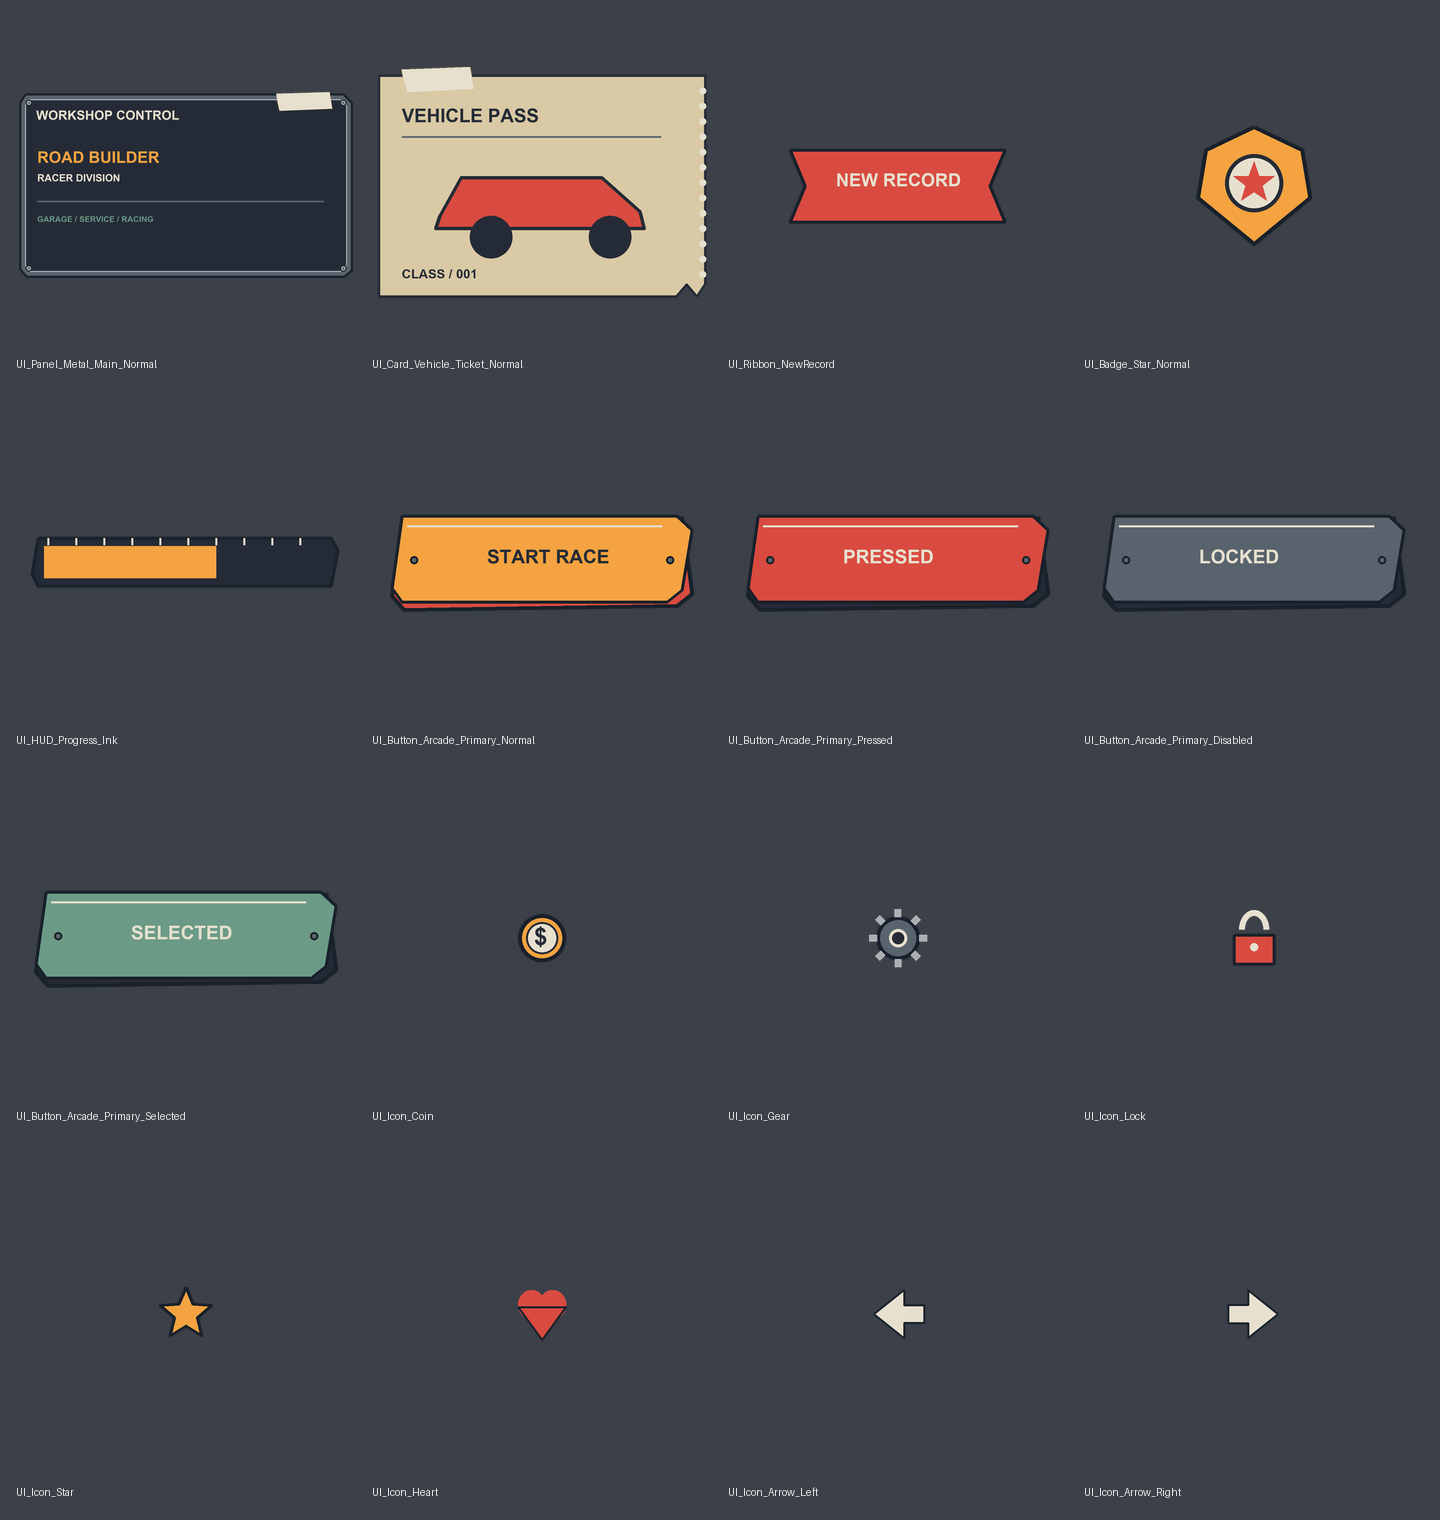 WORKSHOP CONTROL
ROAD BUILDER
RACER DIVISION
GARAGE / SERVICE / RACING
VEHICLE PASS
CLASS / 001
NEW RECORD
UI_Panel_Metal_Main_Normal
UI_Card_Vehicle_Ticket_Normal
UI_Ribbon_NewRecord
UI_Badge_Star_Normal
START RACE
PRESSED
LOCKED
UI_HUD_Progress_Ink
UI_Button_Arcade_Primary_Normal
UI_Button_Arcade_Primary_Pressed
UI_Button_Arcade_Primary_Disabled
SELECTED
$
UI_Button_Arcade_Primary_Selected
UI_Icon_Coin
UI_Icon_Gear
UI_Icon_Lock
UI_Icon_Star
UI_Icon_Heart
UI_Icon_Arrow_Left
UI_Icon_Arrow_Right